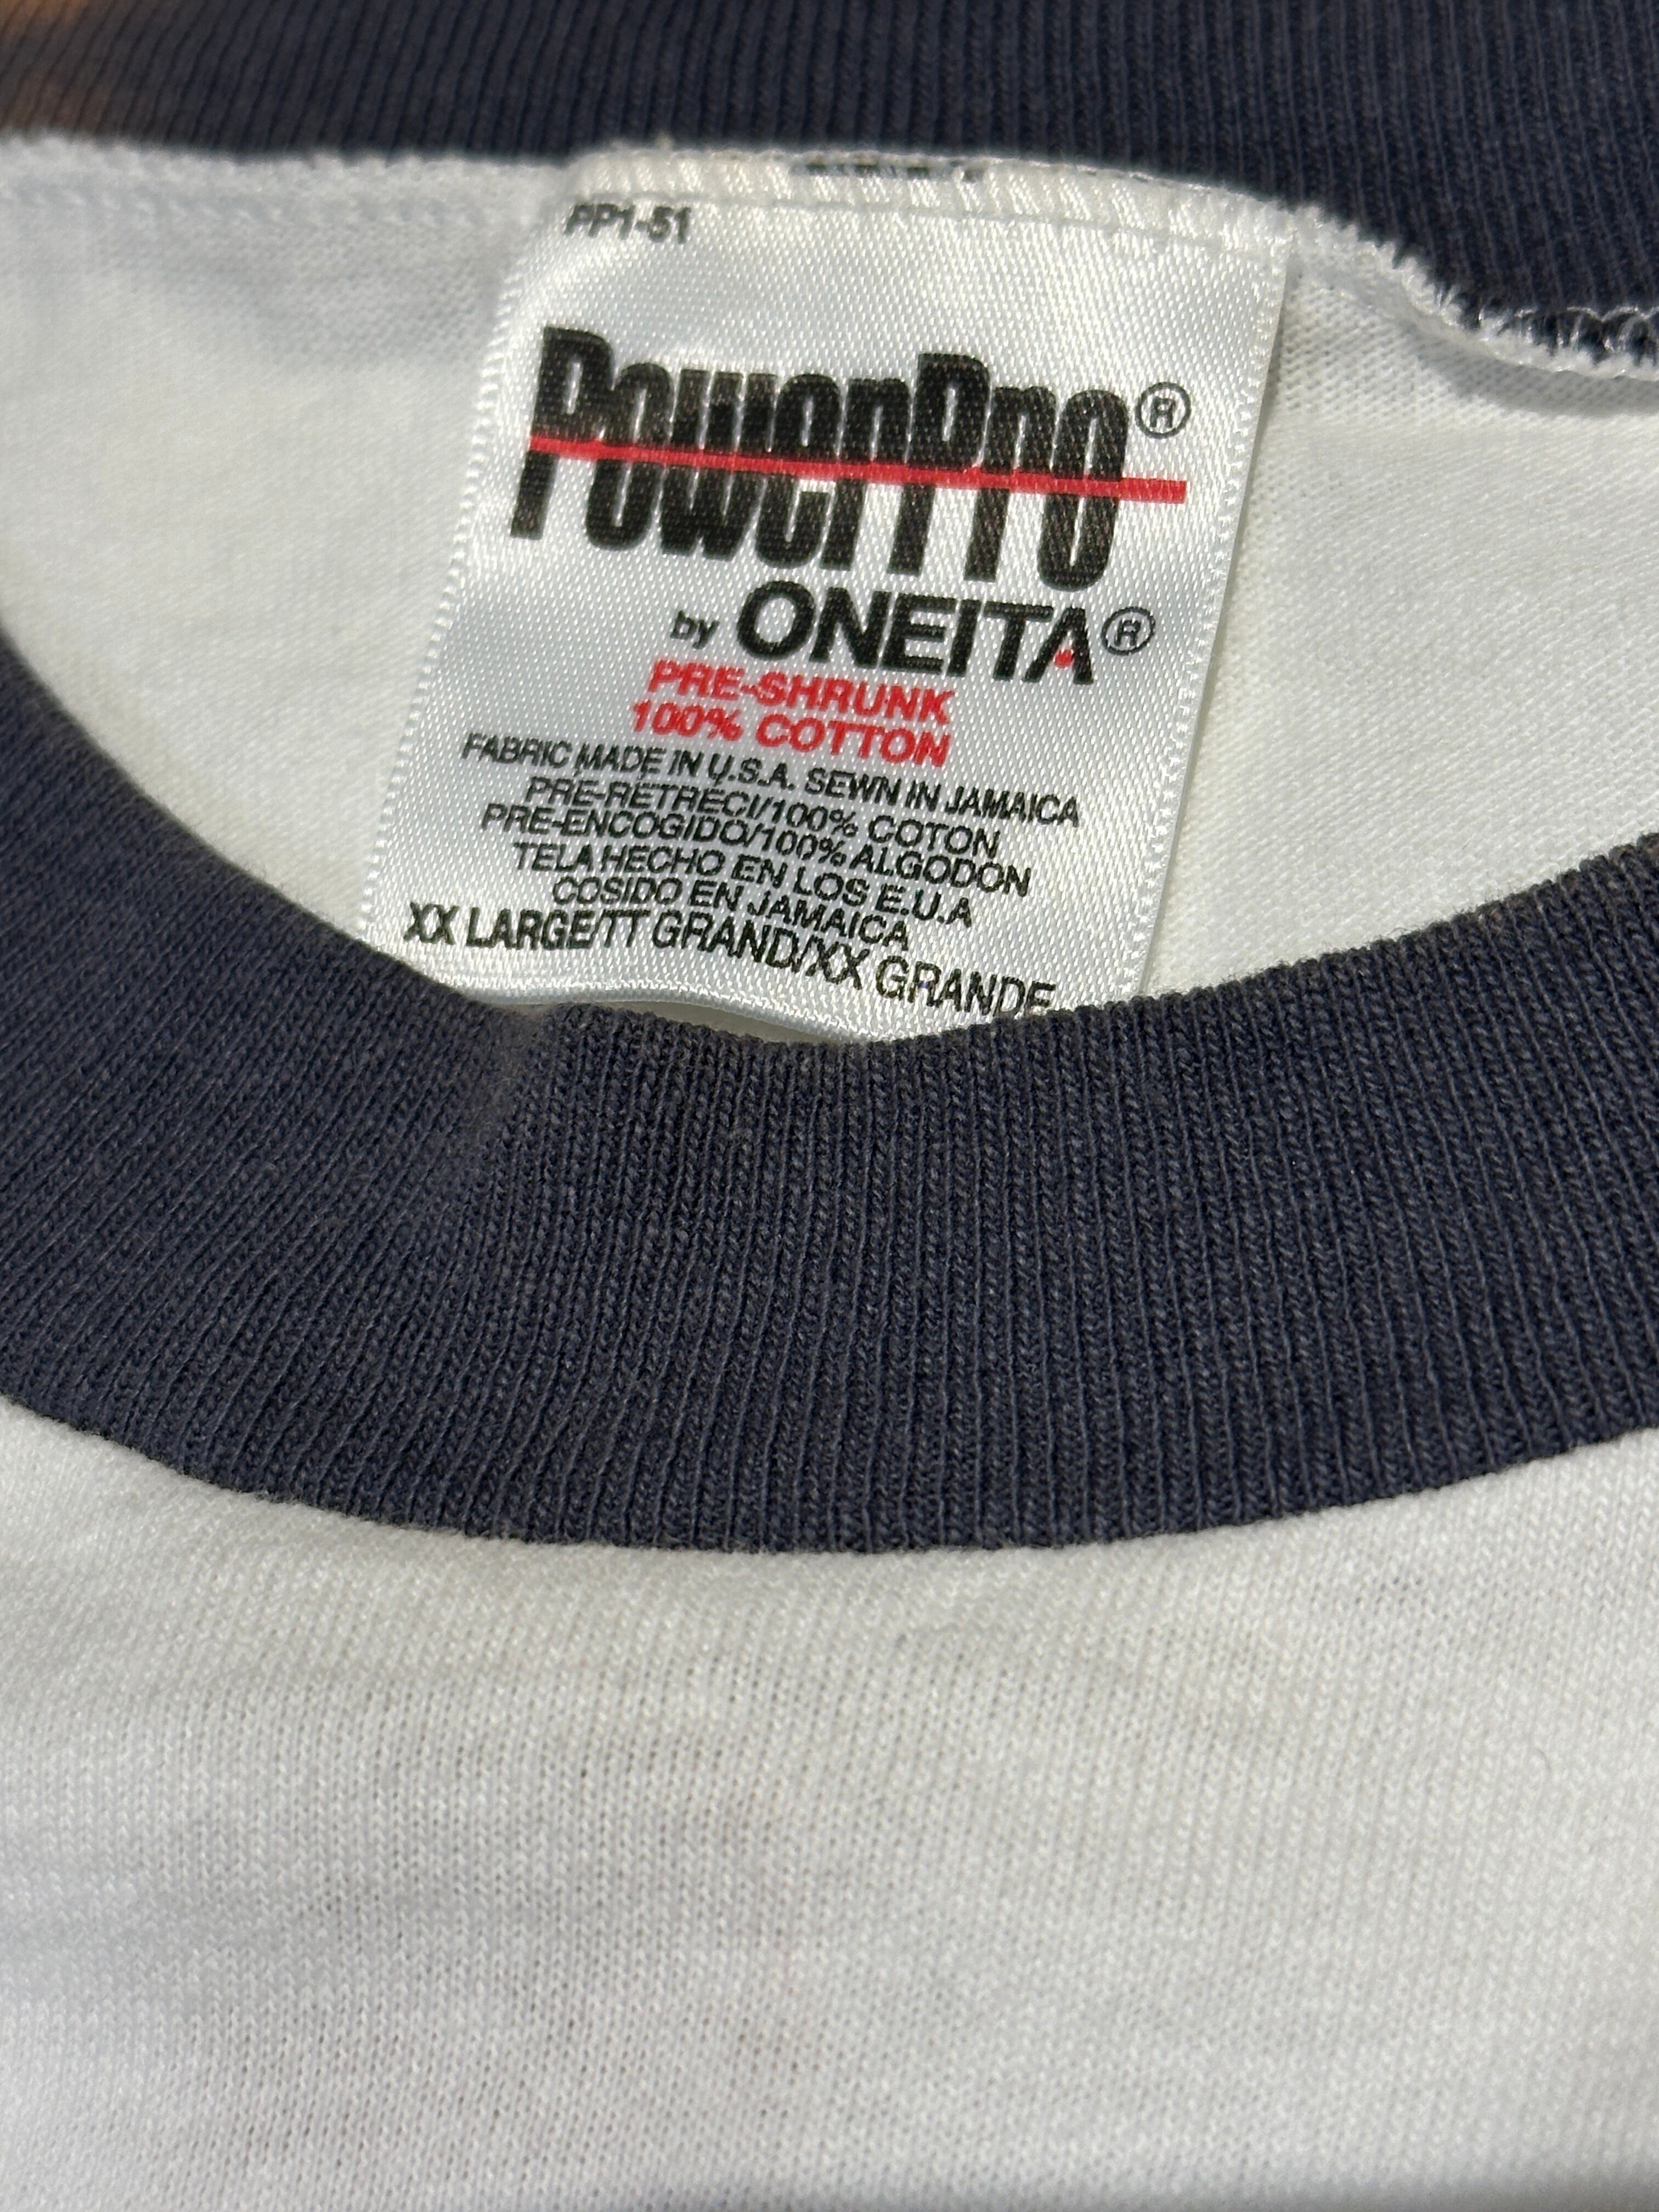 PP1-51
PowerPro®
by ONEITA®
PRE-SHRUNK
100% COTTON
FABRIC MADE IN U.S.A. SEWN IN JAMAICA
PRE-RETRECI/100% COTON
PRE-ENCOGIDO/100% ALGODON
TELA HECHO EN LOS E.U.A
COSIDO EN JAMAICA
XX LARGE/TT GRAND/XX GRANDE